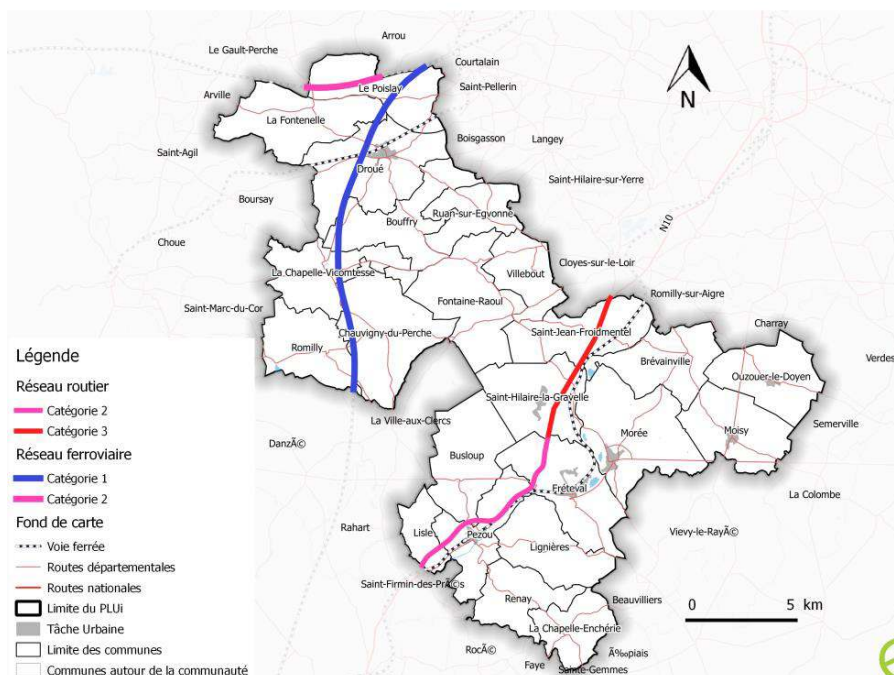 Arrou
Le Gault-Perche
Courtalain
Arville
Le Poislay
Saint-Pellerin
La Fontenelle
Boisgasson
Langey
Saint-Agil
Droué
Saint-Hilaire-sur-Yerre
Boursay
Bouffry
Ruan-sur-Egvonne
N10
Choue
Cloyes-sur-le-Loir
La Chapelle-Vicomtesse
Villebout
Romilly-sur-Aigre
Saint-Marc-du-Cor
Fontaine-Raoul
Charray
Chauvigny-du-Perche
Saint-Jean-Froidmentel
Romilly
Brévainville
Verdes
Ouzouer-le-Doyen
Saint-Hilaire-la-Gravelle
La Ville-aux-Clercs
Semerville
Danzé
Morée
Moisy
Busloup
Fréteval
La Colombe
Rahart
Lisle
Pezou
Vievy-le-Rayé
Lignières
Saint-Firmin-des-Prés
Renay
Beauvilliers
La Chapelle-Enchérie
Rocé
‰piais
Faye
Sainte-Gemmes
N
0 5 km
Légende
Réseau routier
Catégorie 2
Catégorie 3
Réseau ferroviaire
Catégorie 1
Catégorie 2
Fond de carte
Voie ferrée
Routes départementales
Routes nationales
Limite du PLUi
Tâche Urbaine
Limite des communes
Communes autour de la communauté